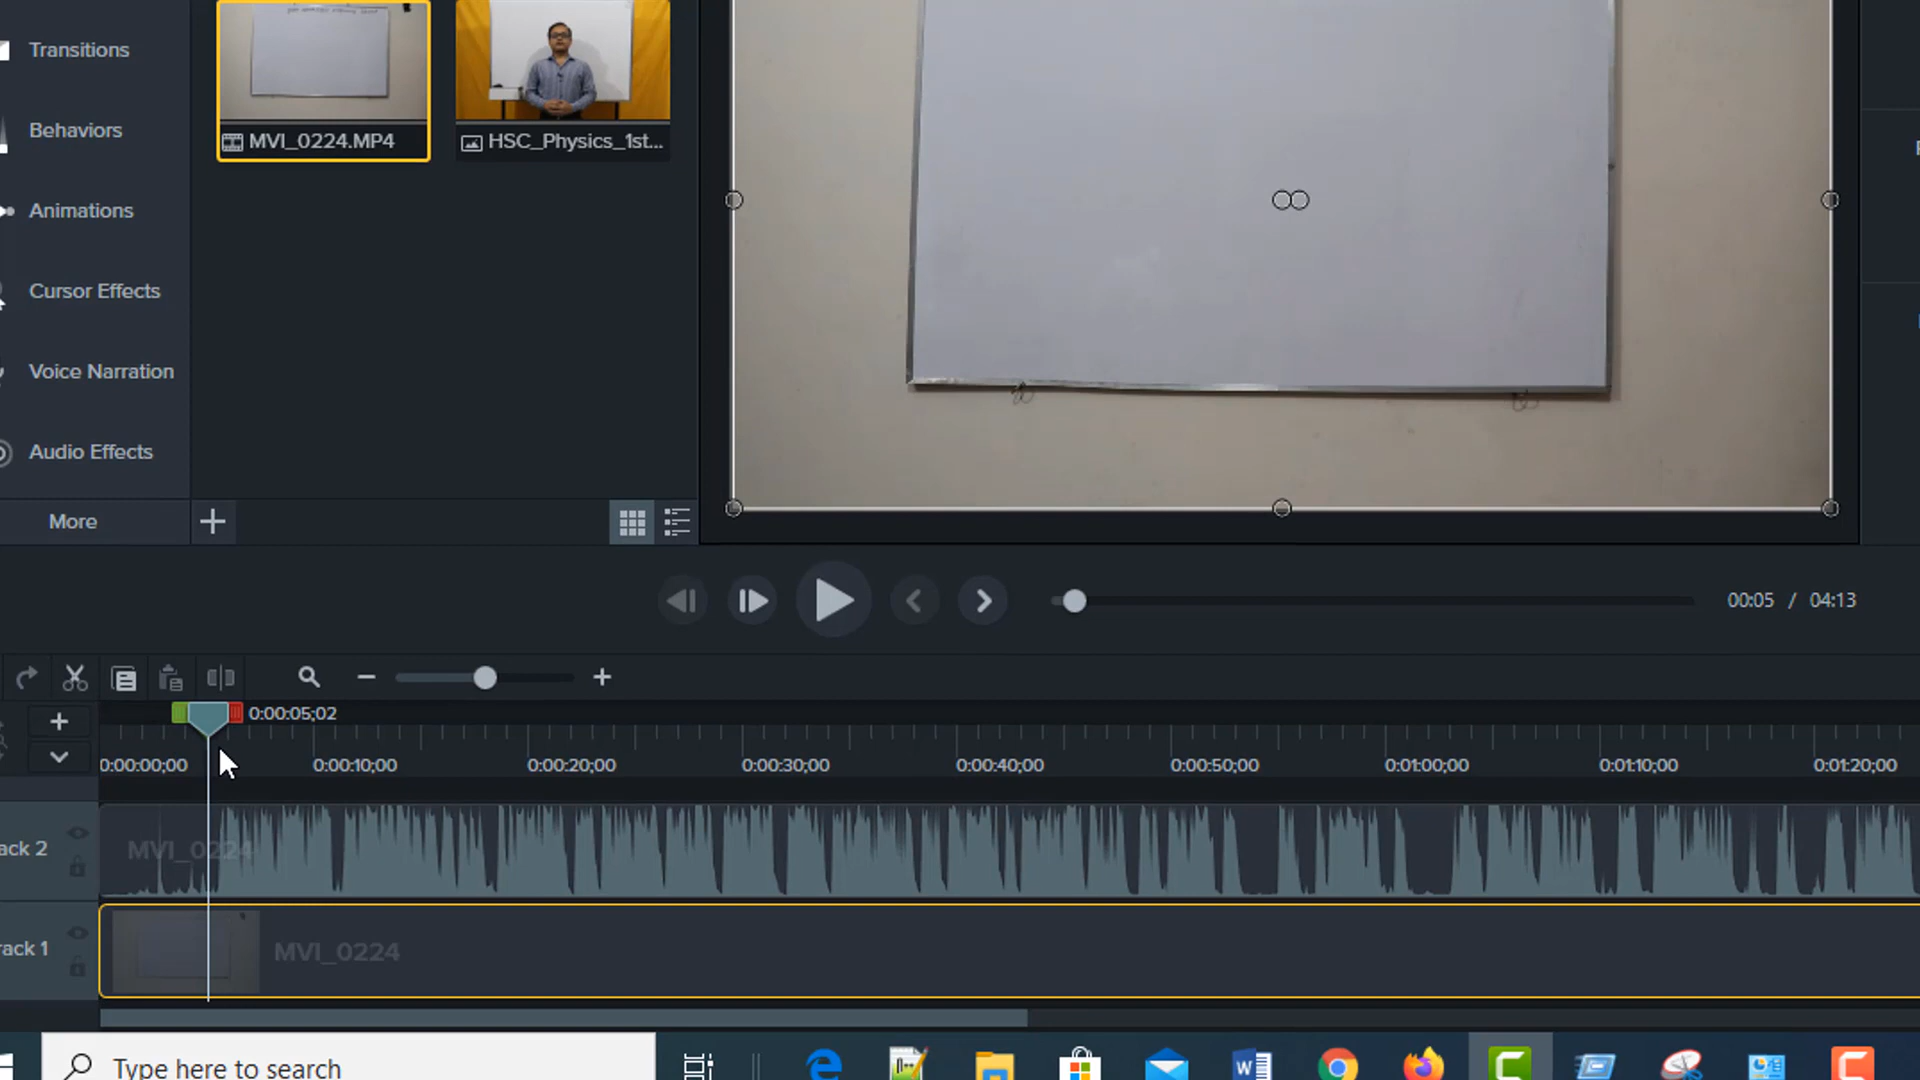 Transitions
MVI_0224.MP4
HSC_Physics_1st...
Behaviors
Animations
Cursor Effects
Voice Narration
Audio Effects
More
00:05 / 04:13
0:00:05;02
0:00:00;00 0:00:10;00 0:00:20;00 0:00:30;00 0:00:40;00 0:00:50;00 0:01:00;00 0:01:10;00 0:01:20;00
ack 2
MVI_0224
rack 1
MVI_0224
Type here to search